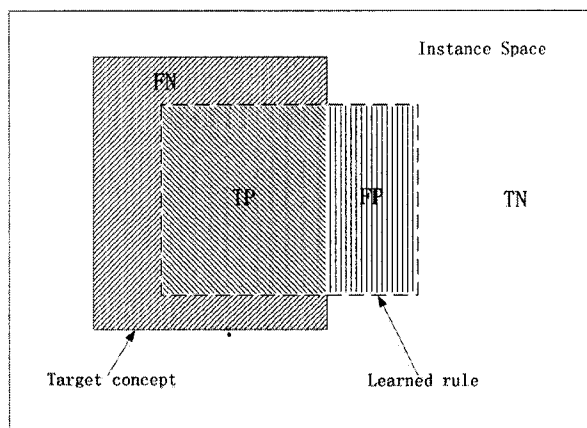 Instance Space
FN
TP
FP
TN
Target concept
Learned rule